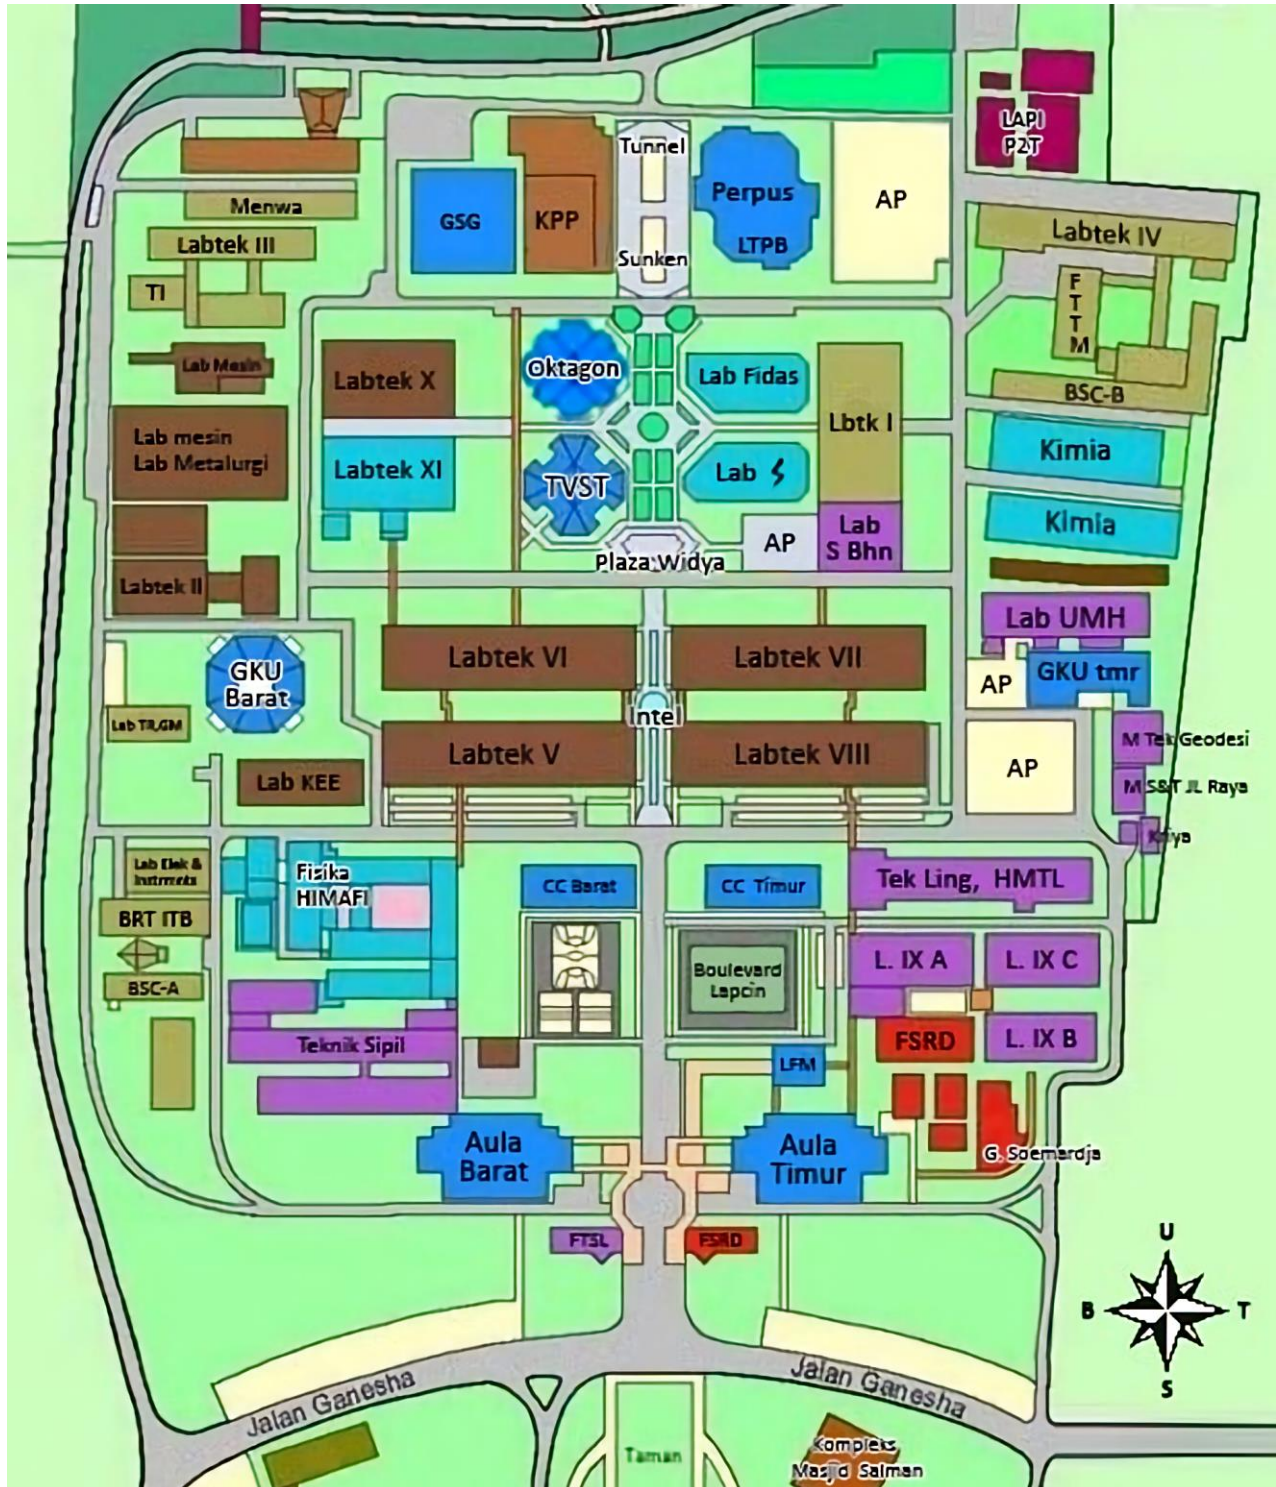 LAPI
P2T
Tunnel
Perpus
LTPB
AP
GSG
KPP
Sunken
Menwa
Labtek III
TI
Labtek IV
F
T
T
M
BSC-B
Lab Mesin
Labtek X
Oktagon
Lab Fidas
Lbtk I
Lab mesin
Lab Metalurgi
Labtek XI
TVST
Lab
Kimia
Kimia
AP
Lab
S Bhn
Plaza Widya
Labtek II
Lab UMH
GKU
Barat
Labtek VI
Labtek VII
AP
GKU tmr
Lab TR,GM
Intel
M Tek Geodesi
Labtek V
Labtek VIII
AP
Lab KEE
M S&T JL Raya
Kriya
Lab Elek &
Fisika
HIMAFI
CC Barat
CC Timur
Tek Ling, HMTL
BRT ITB
BSC-A
Boulevard
Lapcin
L. IX A
L. IX C
Teknik Sipil
LFM
FSRD
L. IX B
Aula
Barat
Aula
Timur
G. Soemardja
FTSL
FSRD
U
B
T
S
Jalan Ganesha
Jalan Ganesha
Taman
Kompleks
Masjid Salman